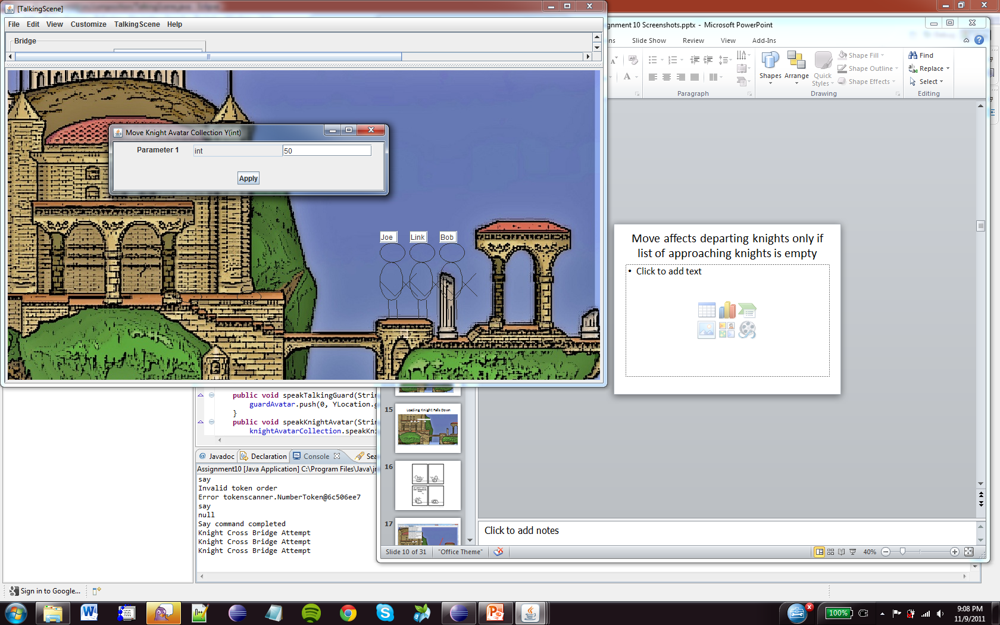 [TalkingScene]
File Edit View Customize TalkingScene Help
Bridge
Move Knight Avatar Collection Y(int)
Parameter 1 int 50
Apply
Joe Link Bob
gnment 10 Screenshots.pptx - Microsoft PowerPoint
ns Slide Show Review View Add-Ins
Shapes Arrange Quick Styles
Shape Fill
Shape Outline
Shape Effects
Find
Replace
Select
Paragraph Drawing Editing
Move affects departing knights only if
list of approaching knights is empty
• Click to add text
public void speakTalkingGuard(Strin
guardAvatar.push(0, YLocation.g
}
public void speakKnightAvatar(Strin
knightAvatarCollection.speakKni
@ Javadoc Declaration Console Sea
Assignment10 [Java Application] C:\Program Files\Java\jr
say
Invalid token order
Error tokenscanner.NumberToken@6c506ee7
say
null
Say command completed
Knight Cross Bridge Attempt
Knight Cross Bridge Attempt
Knight Cross Bridge Attempt
15
Leading Knight Falls Down
16
17
Click to add notes
Slide 10 of 31 "Office Theme" 40%
Sign in to Google...
100%
9:08 PM
11/9/2011